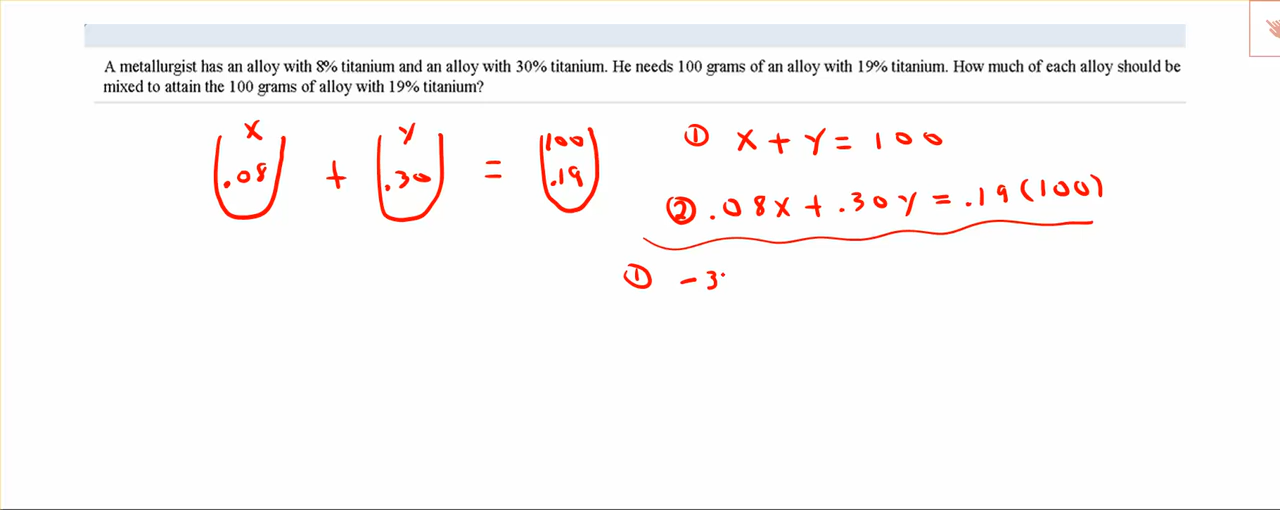 A metallurgist has an alloy with 8% titanium and an alloy with 30% titanium. He needs 100 grams of an alloy with 19% titanium. How much of each alloy should be
mixed to attain the 100 grams of alloy with 19% titanium?
X Y 100
.08 + .30 = .19
① X + Y = 100
② .08X + .30Y = .19(100)
① -3